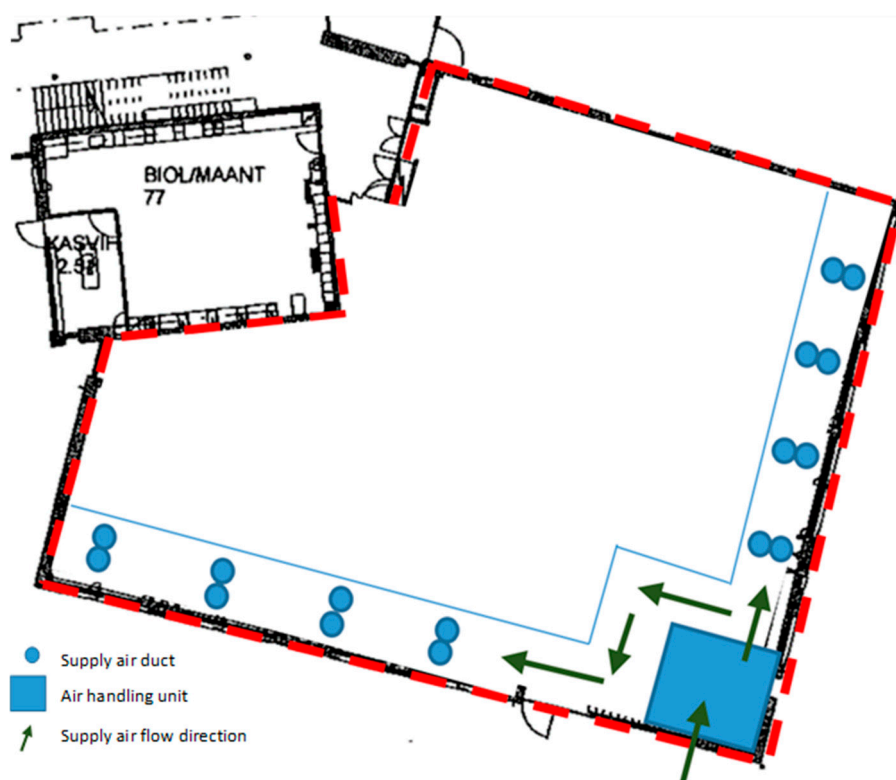 BIOL/MAANT
77
KASVIH
Supply air duct
Air handling unit
Supply air flow direction